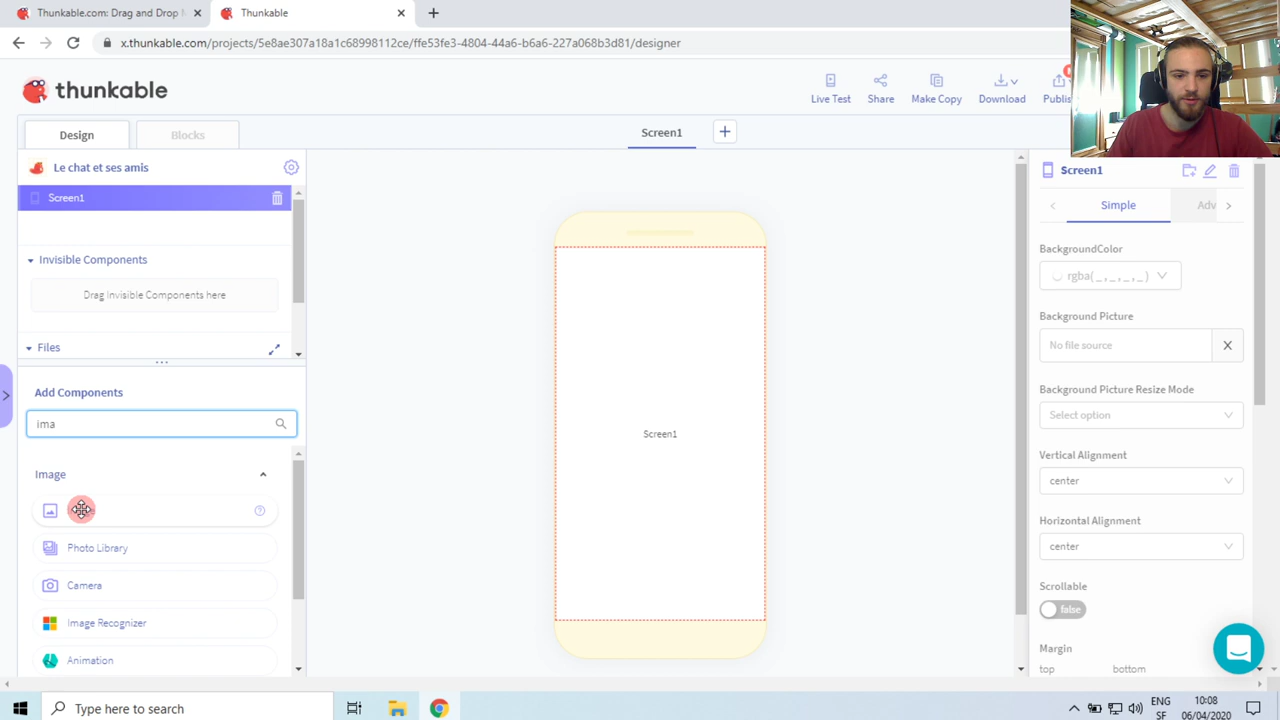 Thunkable.com: Drag and Drop
Thunkable
x.thunkable.com/projects/5e8ae307a18a1c68998112ce/ffe53fe3-4804-44a6-b6a6-227a068b3d81/designer
thunkable
Live Test
Share
Make Copy
Download
Publis
Design
Blocks
Screen1
Le chat et ses amis
Screen1
Invisible Components
Drag Invisible Components here
Files
Add Components
ima
Image
Photo Library
Camera
Image Recognizer
Animation
Screen1
Screen1
Simple
Adv
BackgroundColor
rgba(_,_,_,_)
Background Picture
No file source
Background Picture Resize Mode
Select option
Vertical Alignment
center
Horizontal Alignment
center
Scrollable
false
Margin
top bottom
Type here to search
ENG
SF
10:08
06/04/2020